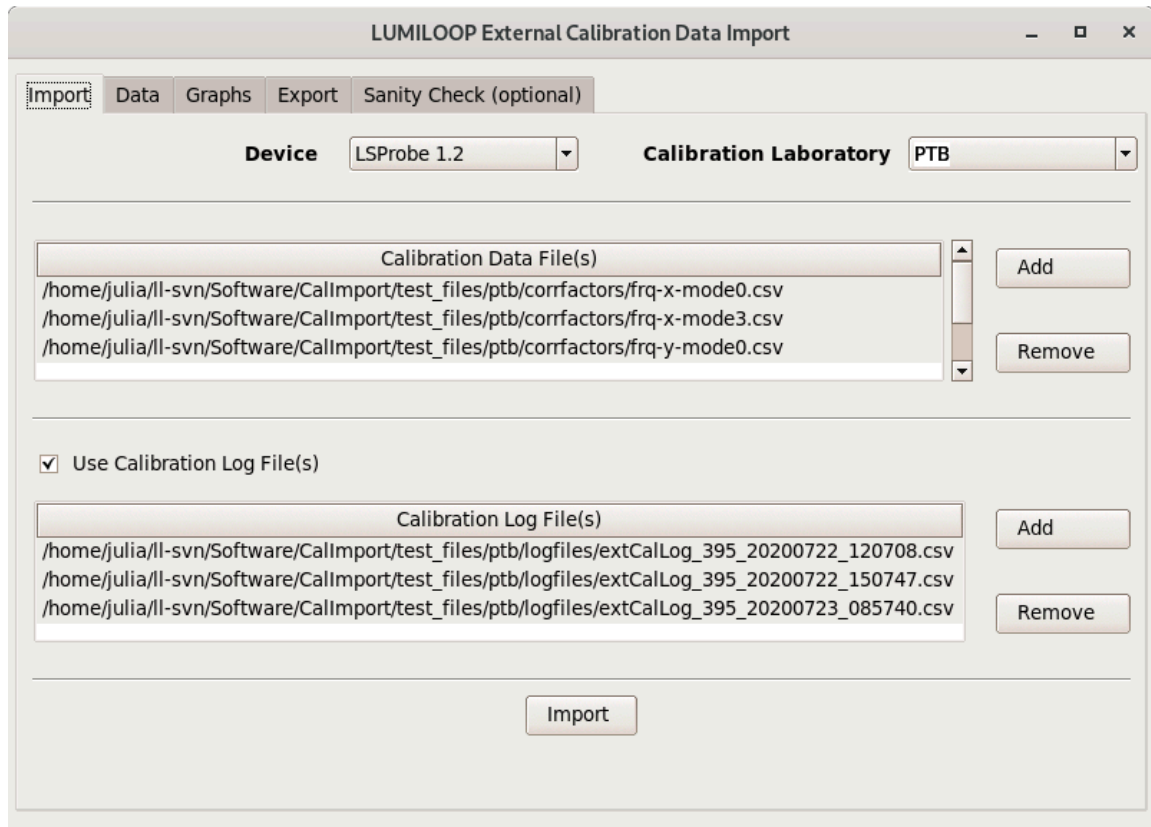 LUMILOOP External Calibration Data Import
Import Data Graphs Export Sanity Check (optional)
Device LSProbe 1.2 Calibration Laboratory PTB
Calibration Data File(s)
Add
/home/julia/ll-svn/Software/CalImport/test_files/ptb/corrfactors/frq-x-mode0.csv
/home/julia/ll-svn/Software/CalImport/test_files/ptb/corrfactors/frq-x-mode3.csv
/home/julia/ll-svn/Software/CalImport/test_files/ptb/corrfactors/frq-y-mode0.csv
Remove
Use Calibration Log File(s)
Calibration Log File(s)
Add
/home/julia/ll-svn/Software/CalImport/test_files/ptb/logfiles/extCalLog_395_20200722_120708.csv
/home/julia/ll-svn/Software/CalImport/test_files/ptb/logfiles/extCalLog_395_20200722_150747.csv
/home/julia/ll-svn/Software/CalImport/test_files/ptb/logfiles/extCalLog_395_20200723_085740.csv
Remove
Import